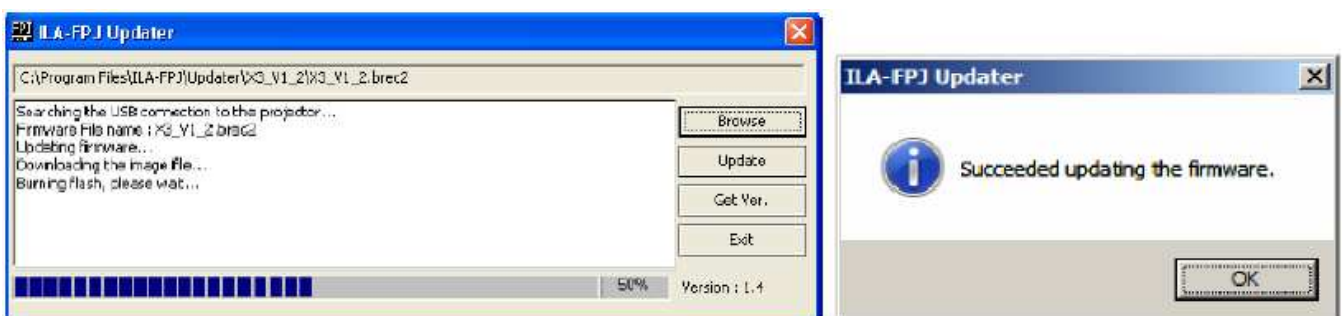 ILA-FPJ Updater
C:\Program Files\ILA-FPJ\Updater\X3_V1_2\X3_V1_2.brec2
Searching the USB connection to the projector...
Firmware File name : X3_V1_2.brec2
Updating firmware...
Downloading the image file...
Burning flash, please wait...
Browse
Update
Get Ver.
Exit
50%
Version : 1.4
ILA-FPJ Updater
Succeeded updating the firmware.
OK